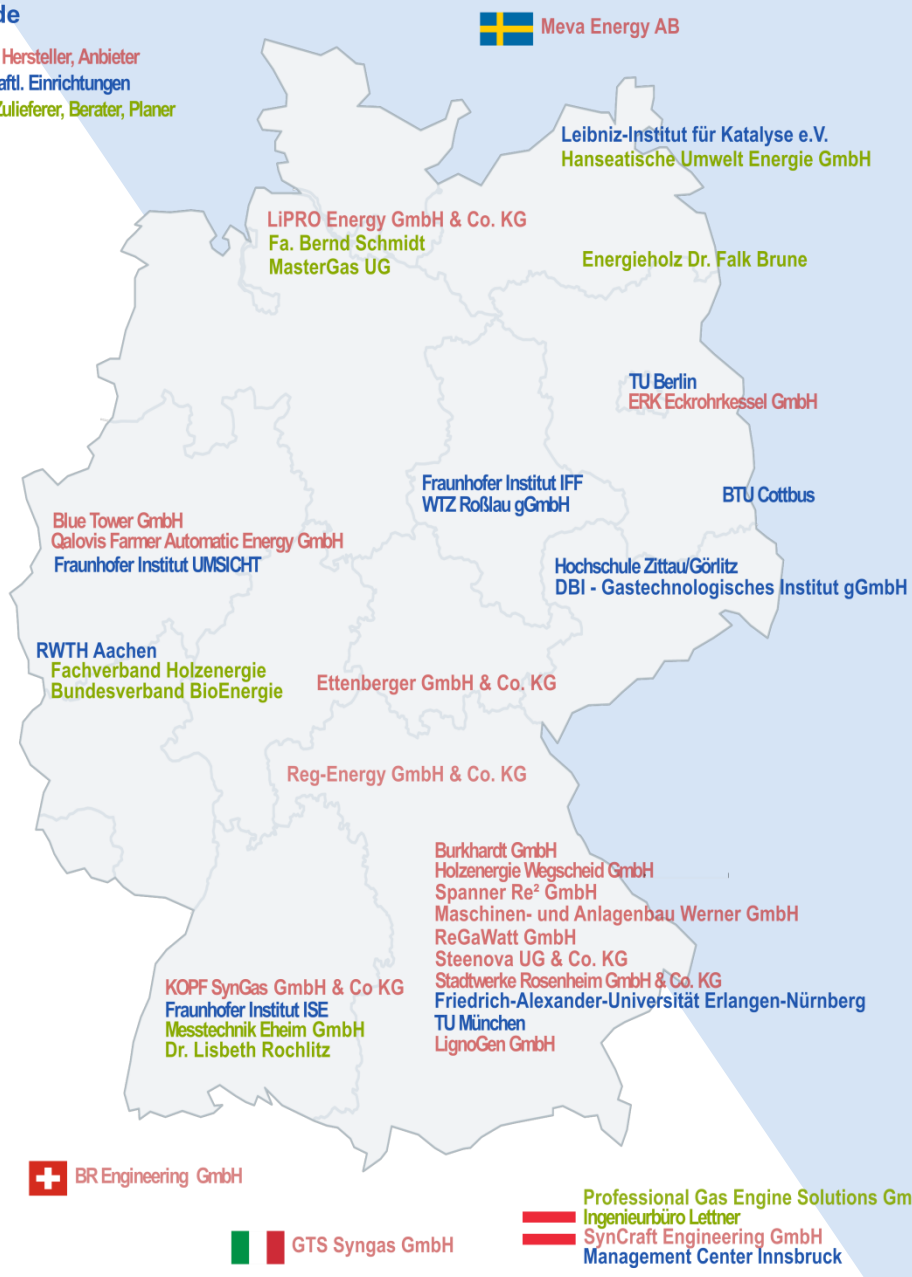 de
Hersteller, Anbieter
aftl. Einrichtungen
Zulieferer, Berater, Planer
Meva Energy AB
Leibniz-Institut für Katalyse e.V.
Hanseatische Umwelt Energie GmbH
LiPRO Energy GmbH & Co. KG
Fa. Bernd Schmidt
MasterGas UG
Energieholz Dr. Falk Brune
TU Berlin
ERK Eckrohrkessel GmbH
Fraunhofer Institut IFF
WTZ Roßlau gGmbH
BTU Cottbus
Blue Tower GmbH
Qalovis Farmer Automatic Energy GmbH
Fraunhofer Institut UMSICHT
Hochschule Zittau/Görlitz
DBI - Gastechnologisches Institut gGmbH
RWTH Aachen
Fachverband Holzenergie
Bundesverband BioEnergie
Ettenberger GmbH & Co. KG
Reg-Energy GmbH & Co. KG
Burkhardt GmbH
Holzenergie Wegscheid GmbH
Spanner Re² GmbH
Maschinen- und Anlagenbau Werner GmbH
ReGaWatt GmbH
Steenova UG & Co. KG
Stadtwerke Rosenheim GmbH & Co. KG
Friedrich-Alexander-Universität Erlangen-Nürnberg
TU München
LignoGen GmbH
KOPF SynGas GmbH & Co KG
Fraunhofer Institut ISE
Messtechnik Eheim GmbH
Dr. Lisbeth Rochlitz
BR Engineering GmbH
GTS Syngas GmbH
Professional Gas Engine Solutions Gm
Ingenieurbüro Lettner
SynCraft Engineering GmbH
Management Center Innsbruck